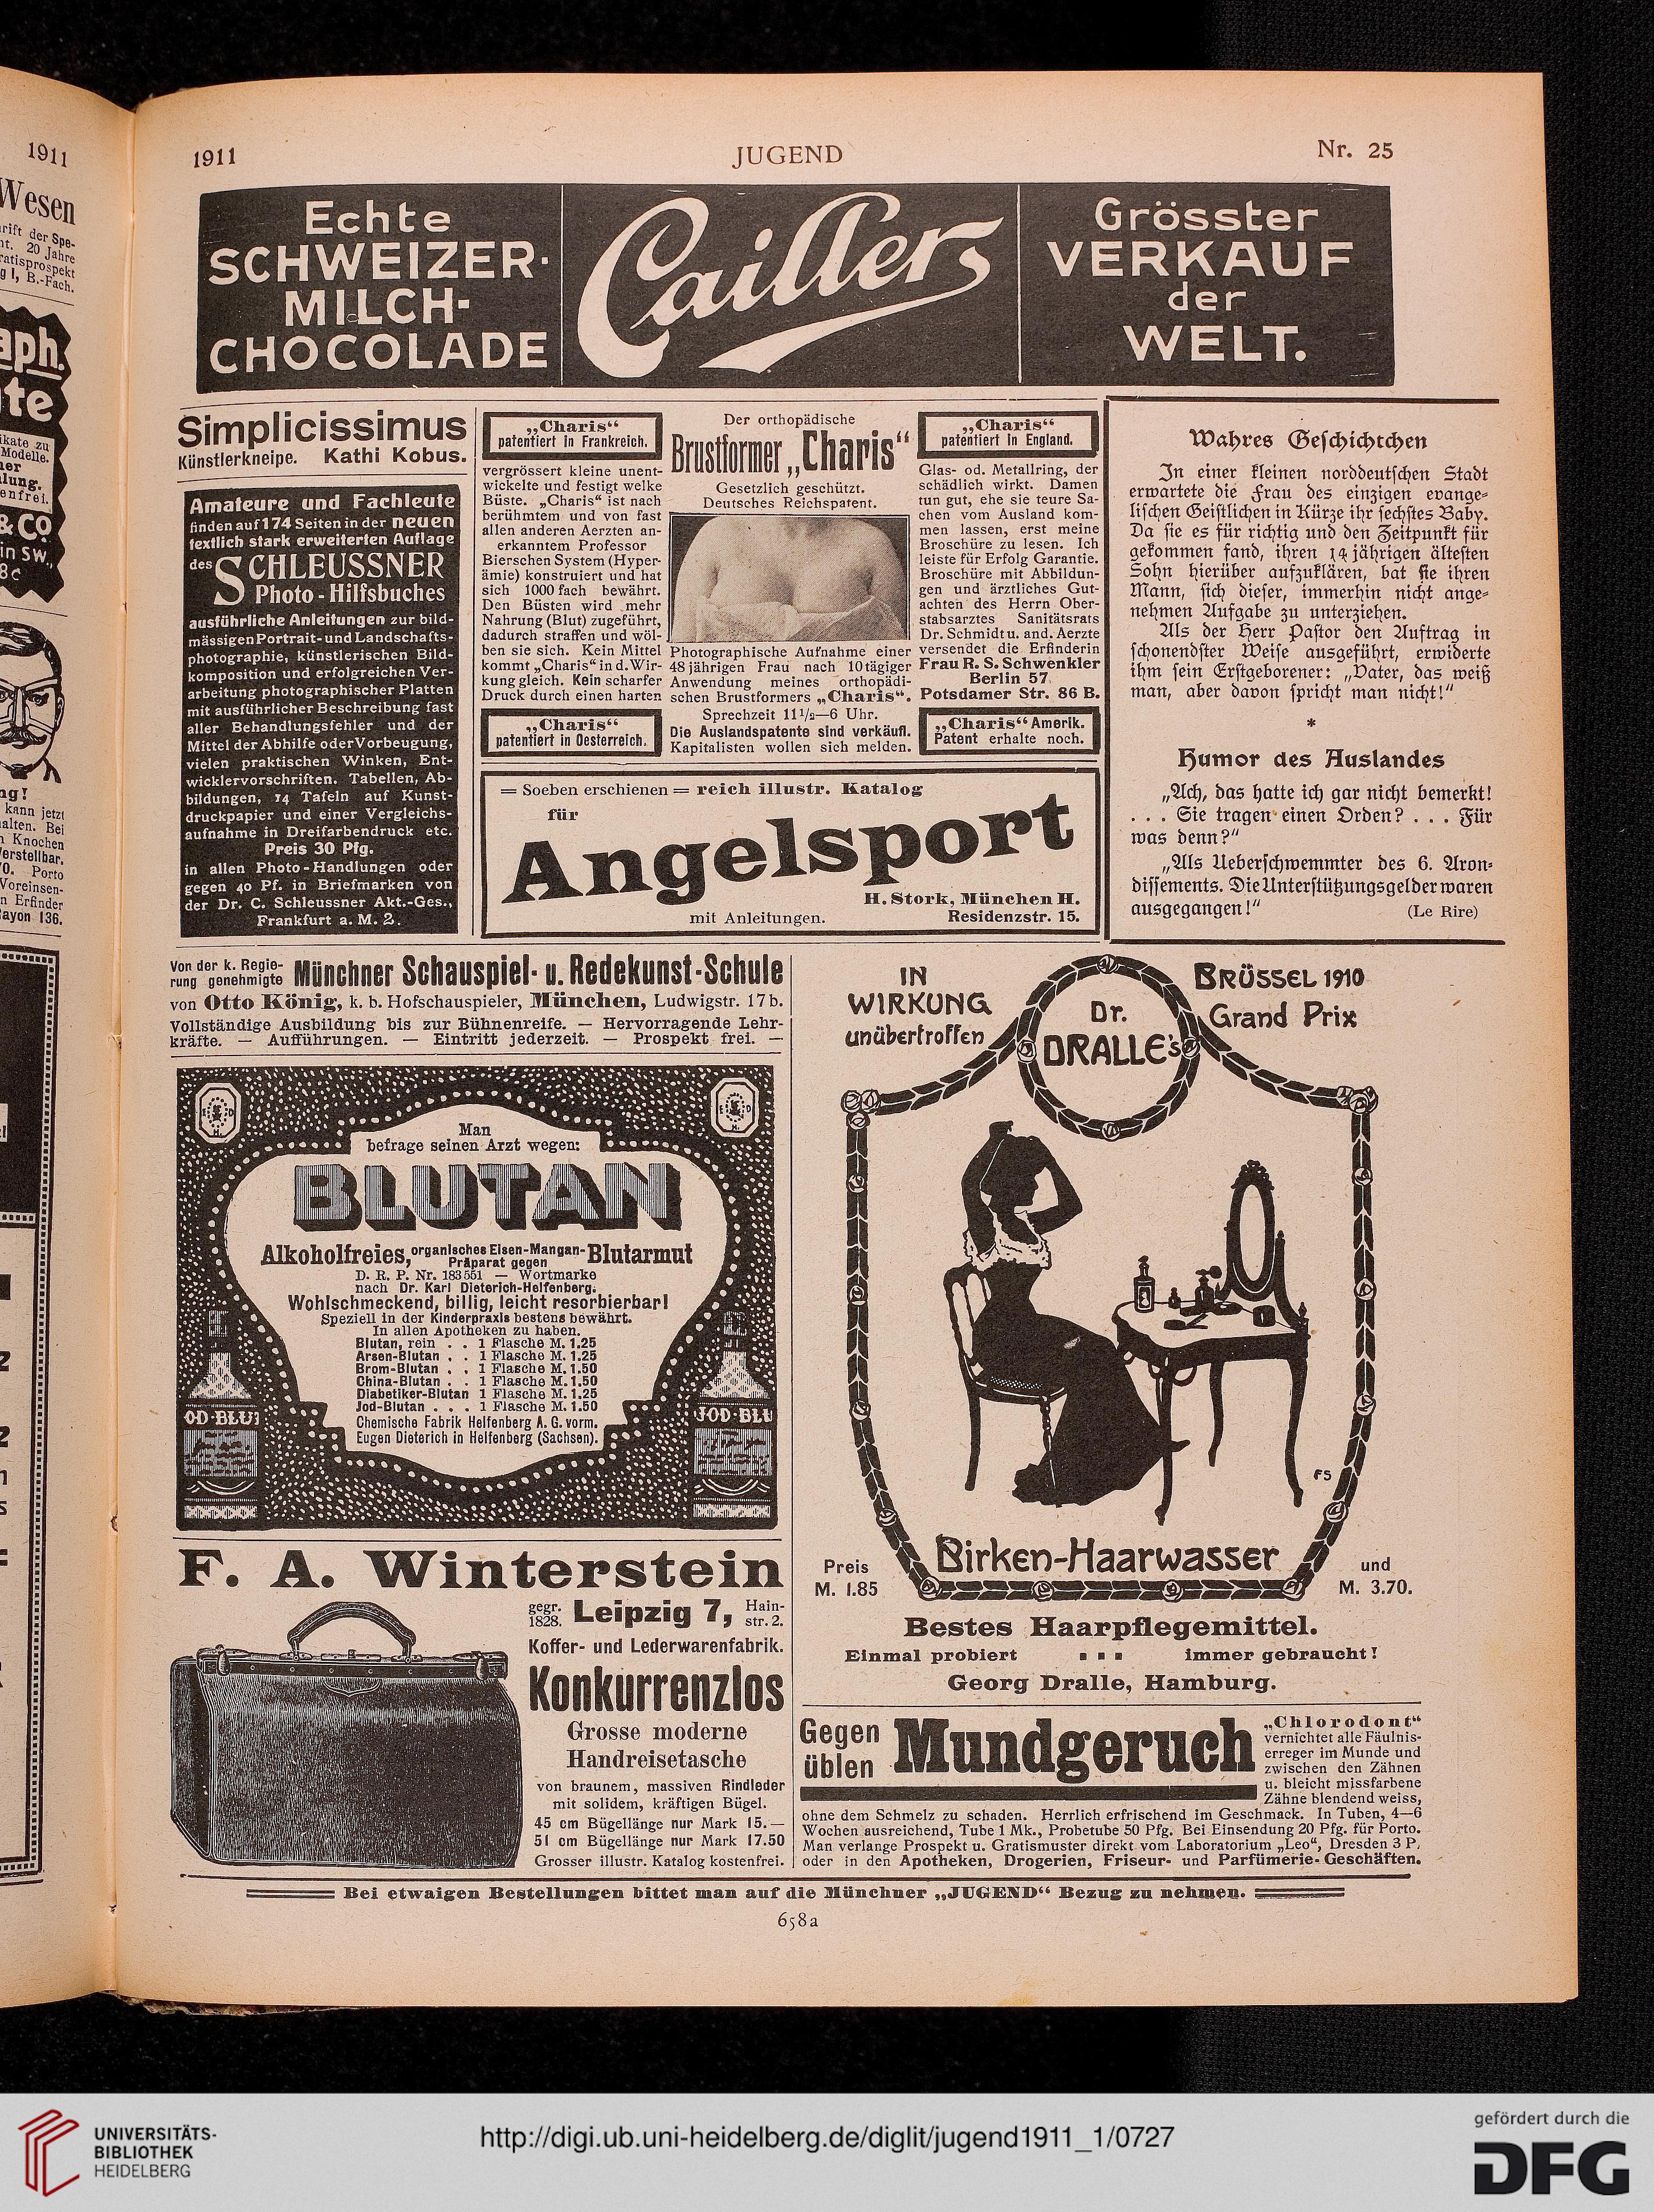 1911
JUGEND
Nr. 25
Echte
SCHWEIZER-
MILCH-
CHOCOLADE
Cailler's
Grösster
VERKAUF
der
WELT.
Simplicissimus
Künstlerkneipe. Kathi Kobus.
Amateure und Fachleute
finden auf 174 Seiten in der neuen
textlich stark erweiterten Auflage
des SCHLEUSSNER
Photo-Hilfsbuches
ausführliche Anleitungen zur bild-
mässigen Portrait- und Landschafts-
photographie, künstlerischen Bild-
komposition und erfolgreichen Ver-
arbeitung photographischer Platten
mit ausführlicher Beschreibung fast
aller Behandlungsfehler und der
Mittel der Abhilfe oder Vorbeugung,
vielen praktischen Winken, Ent-
wicklervorschriften. Tabellen, Ab-
bildungen, 14 Tafeln auf Kunst-
druckpapier und einer Vergleichs-
aufnahme in Dreifarbendruck etc.
Preis 30 Pfg.
in allen Photo-Handlungen oder
gegen 40 Pf. in Briefmarken von
der Dr. C. Schleussner Akt.-Ges.,
Frankfurt a. M. 2.
„Charis“
patentiert in Frankreich.
vergrössert kleine unent-
wickelte und festigt welke
Büste. „Charis“ ist nach
berühmtem und von fast
allen anderen Aerzten an-
erkanntem Professor
Bierschen System (Hyper-
ämie) konstruiert und hat
sich 1000 fach bewährt.
Den Büsten wird mehr
Nahrung (Blut) zugeführt,
dadurch straffen und wöl-
ben sie sich. Kein Mittel
kommt „Charis“ in d. Wir-
kung gleich. Kein scharfer
Druck durch einen harten
„Charis“
patentiert in Oesterreich.
Der orthopädische
Brustformer „Charis“
Gesetzlich geschützt.
Deutsches Reichspatent.
Photographische Aufnahme einer
48 jährigen Frau nach 10 tägiger
Anwendung meines orthopädi-
schen Brustformers „Charis“.
Sprechzeit 11½—6 Uhr.
Die Auslandspatente sind verkäufl.
Kapitalisten wollen sich melden.
„Charis“
patentiert in England.
Glas- od. Metallring, der
schädlich wirkt. Damen
tun gut, ehe sie teure Sa-
chen vom Ausland kom-
men lassen, erst meine
Broschüre zu lesen. Ich
leiste für Erfolg Garantie.
Broschüre mit Abbildun-
gen und ärztliches Gut-
achten des Herrn Ober-
stabsarztes Sanitätsrats
Dr. Schmidt u. and. Aerzte
versendet die Erfinderin
Frau R. S. Schwenkler
Berlin 57
Potsdamer Str. 86 B.
„Charis“ Amerik.
Patent erhalte noch.
= Soeben erschienen = reich illustr. Katalog
für
Angelsport
H. Stork, München H.
mit Anleitungen.
Residenzstr. 15.
Wahres Geschichtchen
In einer kleinen norddeutschen Stadt
erwartete die Frau des einzigen evange-
lischen Geistlichen in Kürze ihr sechstes Baby.
Da sie es für richtig und den Zeitpunkt für
gekommen fand, ihren 14 jährigen ältesten
Sohn hierüber aufzuklären, bat sie ihren
Mann, sich dieser, immerhin nicht ange-
nehmen Aufgabe zu unterziehen.
Als der Herr Pastor den Auftrag in
schonendster Weise ausgeführt, erwiderte
ihm sein Erstgeborener: „Vater, das weiß
man, aber davon spricht man nicht!“
*
Humor des Auslandes
„Ach, das hatte ich gar nicht bemerkt!
. . . Sie tragen einen Orden? . . . Für
was denn?“
„Als Ueberschwemmter des 6. Aron-
dissements. Die Unterstützungsgelder waren
ausgegangen!“ (Le Rire)
Von der k. Regie-
rung genehmigte Münchner Schauspiel- u. Redekunst-Schule
von Otto König, k. b. Hofschauspieler, München, Ludwigstr. 17b.
Vollständige Ausbildung bis zur Bühnenreife. — Hervorragende Lehr-
kräfte. — Aufführungen. — Eintritt jederzeit. — Prospekt frei. —
Man
befrage seinen Arzt wegen:
BLUTAN
Alkoholfreies, organisches Eisen-Mangan-
Präparat gegen Blutarmut
D. R. P. Nr. 183551 — Wortmarke
nach Dr. Karl Dieterich-Helfenberg.
Wohlschmeckend, billig, leicht resorbierbar!
Speziell in der Kinderpraxis bestens bewährt.
In allen Apotheken zu haben.
Blutan, rein . . 1 Flasche M. 1.25
Arsen-Blutan . . 1 Flasche M. 1.25
Brom-Blutan . . 1 Flasche M. 1.50
China-Blutan . . 1 Flasche M. 1.50
Diabetiker-Blutan 1 Flasche M. 1.25
Jod-Blutan . . . 1 Flasche M. 1.50
Chemische Fabrik Helfenberg A. G. vorm.
Eugen Dieterich in Helfenberg (Sachsen).
JOD-BLU
F. A. Winterstein
gegr. 1828. Leipzig 7, Hain-
str. 2.
Koffer- und Lederwarenfabrik.
Konkurrenzlos
Grosse moderne
Handreisetasche
von braunem, massiven Rindleder
mit solidem, kräftigen Bügel.
45 cm Bügellänge nur Mark 15.—
51 cm Bügellänge nur Mark 17.50
Grosser illustr. Katalog kostenfrei.
IN
WIRKUNG
unübertroffen
Dr.
DRALLE's
BRÜSSEL 1910
Grand Prix
FS
Birken-Haarwasser
Preis
M. 1.85
und
M. 3.70.
Bestes Haarpflegemittel.
Einmal probiert ▪ ▪ ▪ immer gebraucht!
Georg Dralle, Hamburg.
Gegen
üblen Mundgeruch
„Chlorodont“
vernichtet alle Fäulnis-
erreger im Munde und
zwischen den Zähnen
u. bleicht missfarbene
Zähne blendend weiss,
ohne dem Schmelz zu schaden. Herrlich erfrischend im Geschmack. In Tuben, 4—6
Wochen ausreichend, Tube 1 Mk., Probetube 50 Pfg. Bei Einsendung 20 Pfg. für Porto.
Man verlange Prospekt u. Gratismuster direkt vom Laboratorium „Leo“, Dresden 3 P,
oder in den Apotheken, Drogerien, Friseur- und Parfümerie-Geschäften.
Bei etwaigen Bestellungen bittet man auf die Münchner „JUGEND“ Bezug zu nehmen.
658a
UNIVERSITÄTS-
BIBLIOTHEK
HEIDELBERG
http://digi.ub.uni-heidelberg.de/diglit/jugend1911_1/0727
gefördert durch die
DFG